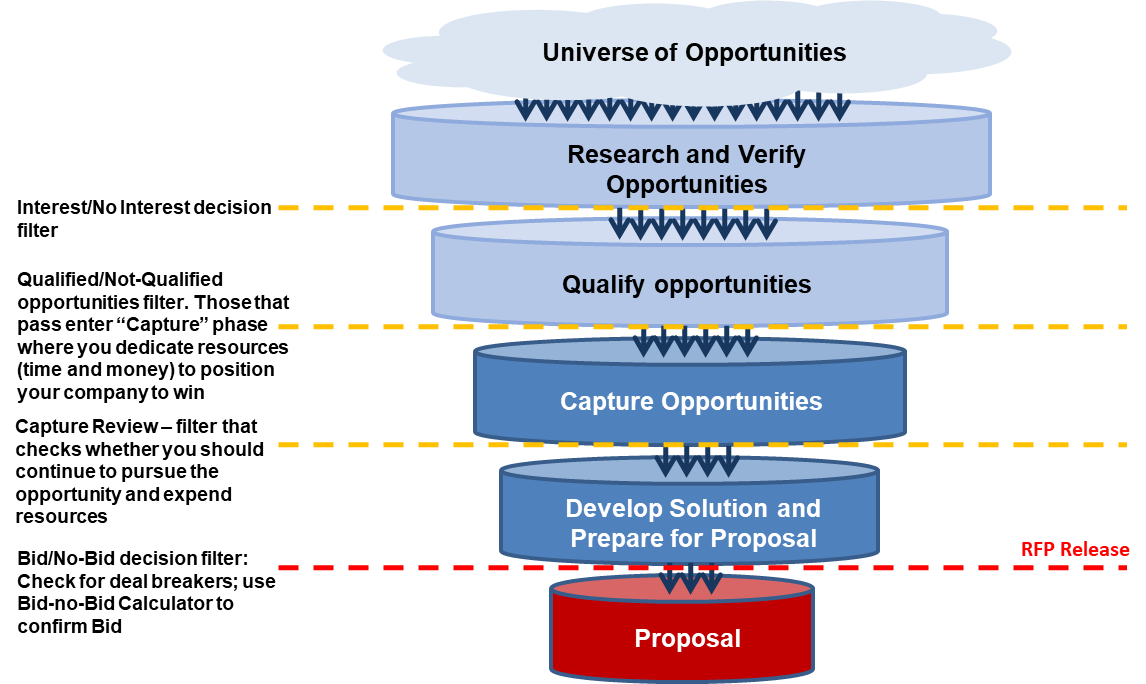 Universe of Opportunities
Research and Verify
Opportunities
Interest/No Interest decision
filter
Qualify opportunities
Qualified/Not-Qualified
opportunities filter. Those that
pass enter “Capture” phase
where you dedicate resources
(time and money) to position
your company to win
Capture Opportunities
Capture Review – filter that
checks whether you should
continue to pursue the
opportunity and expend
resources
Develop Solution and
Prepare for Proposal
RFP Release
Bid/No-Bid decision filter:
Check for deal breakers; use
Bid-no-Bid Calculator to
confirm Bid
Proposal